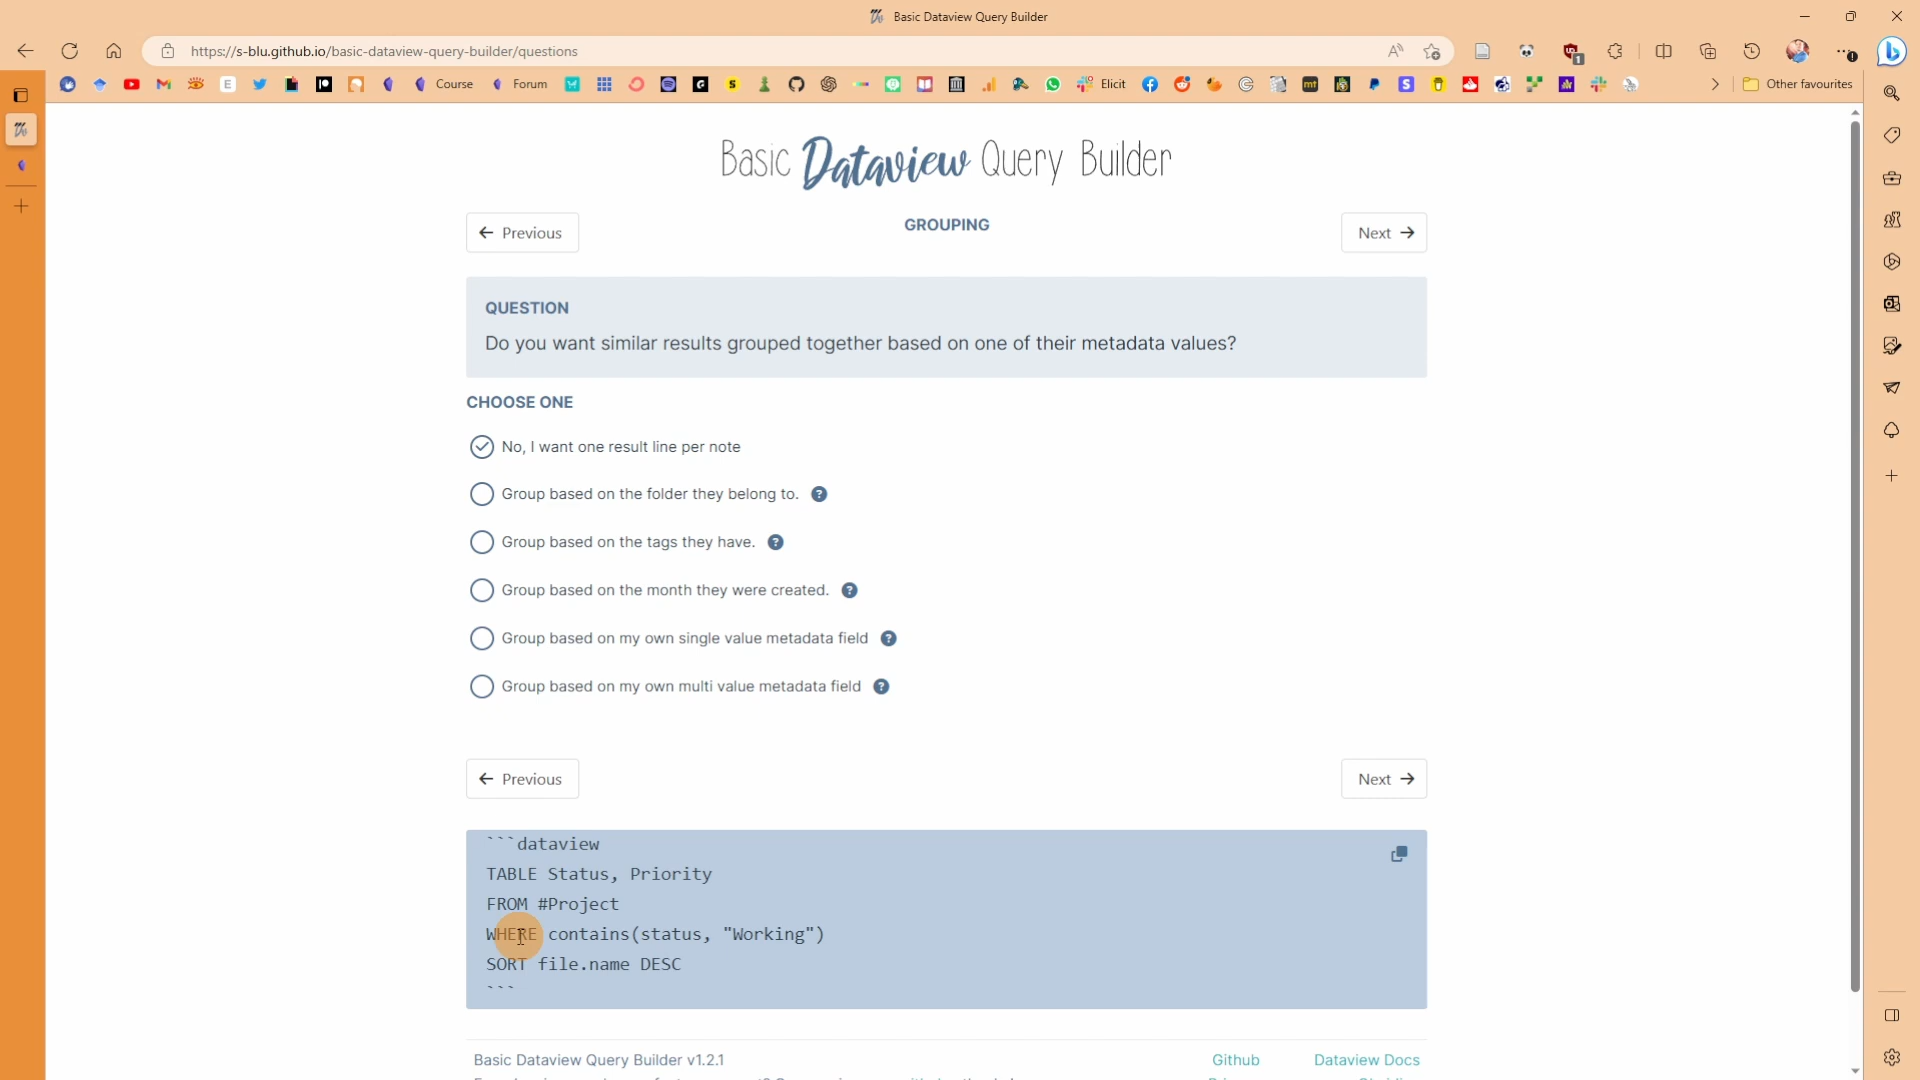 Basic Dataview Query Builder
https://s-blu.github.io/basic-dataview-query-builder/questions
Course
Forum
Elicit
Other favourites
Basic Dataview Query Builder
← Previous
GROUPING
Next →
QUESTION
Do you want similar results grouped together based on one of their metadata values?
CHOOSE ONE
No, I want one result line per note
Group based on the folder they belong to. ?
Group based on the tags they have. ?
Group based on the month they were created. ?
Group based on my own single value metadata field ?
Group based on my own multi value metadata field ?
← Previous
Next →
```dataview
TABLE Status, Priority
FROM #Project
WHERE contains(status, "Working")
SORT file.name DESC
```
Basic Dataview Query Builder v1.2.1
Github
Dataview Docs